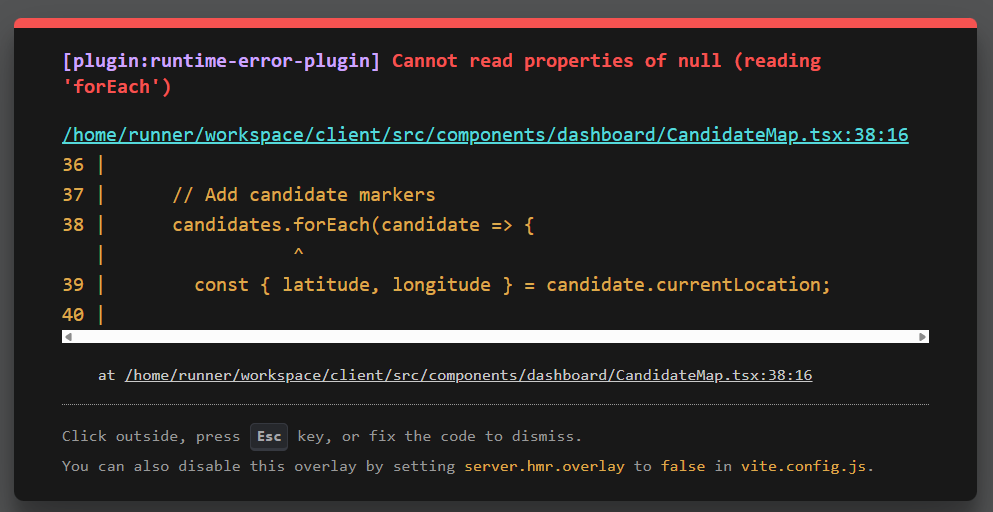 [plugin:runtime-error-plugin] Cannot read properties of null (reading
'forEach')
/home/runner/workspace/client/src/components/dashboard/CandidateMap.tsx:38:16
36 |
37 |      // Add candidate markers
38 |      candidates.forEach(candidate => {
   |                 ^
39 |        const { latitude, longitude } = candidate.currentLocation;
40 |
at /home/runner/workspace/client/src/components/dashboard/CandidateMap.tsx:38:16
Click outside, press Esc key, or fix the code to dismiss.
You can also disable this overlay by setting server.hmr.overlay to false in vite.config.js.